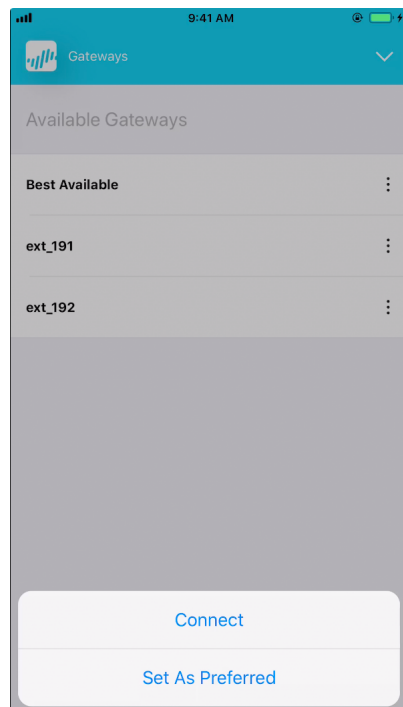 9:41 AM
Gateways
Available Gateways
Best Available
ext_191
ext_192
Connect
Set As Preferred